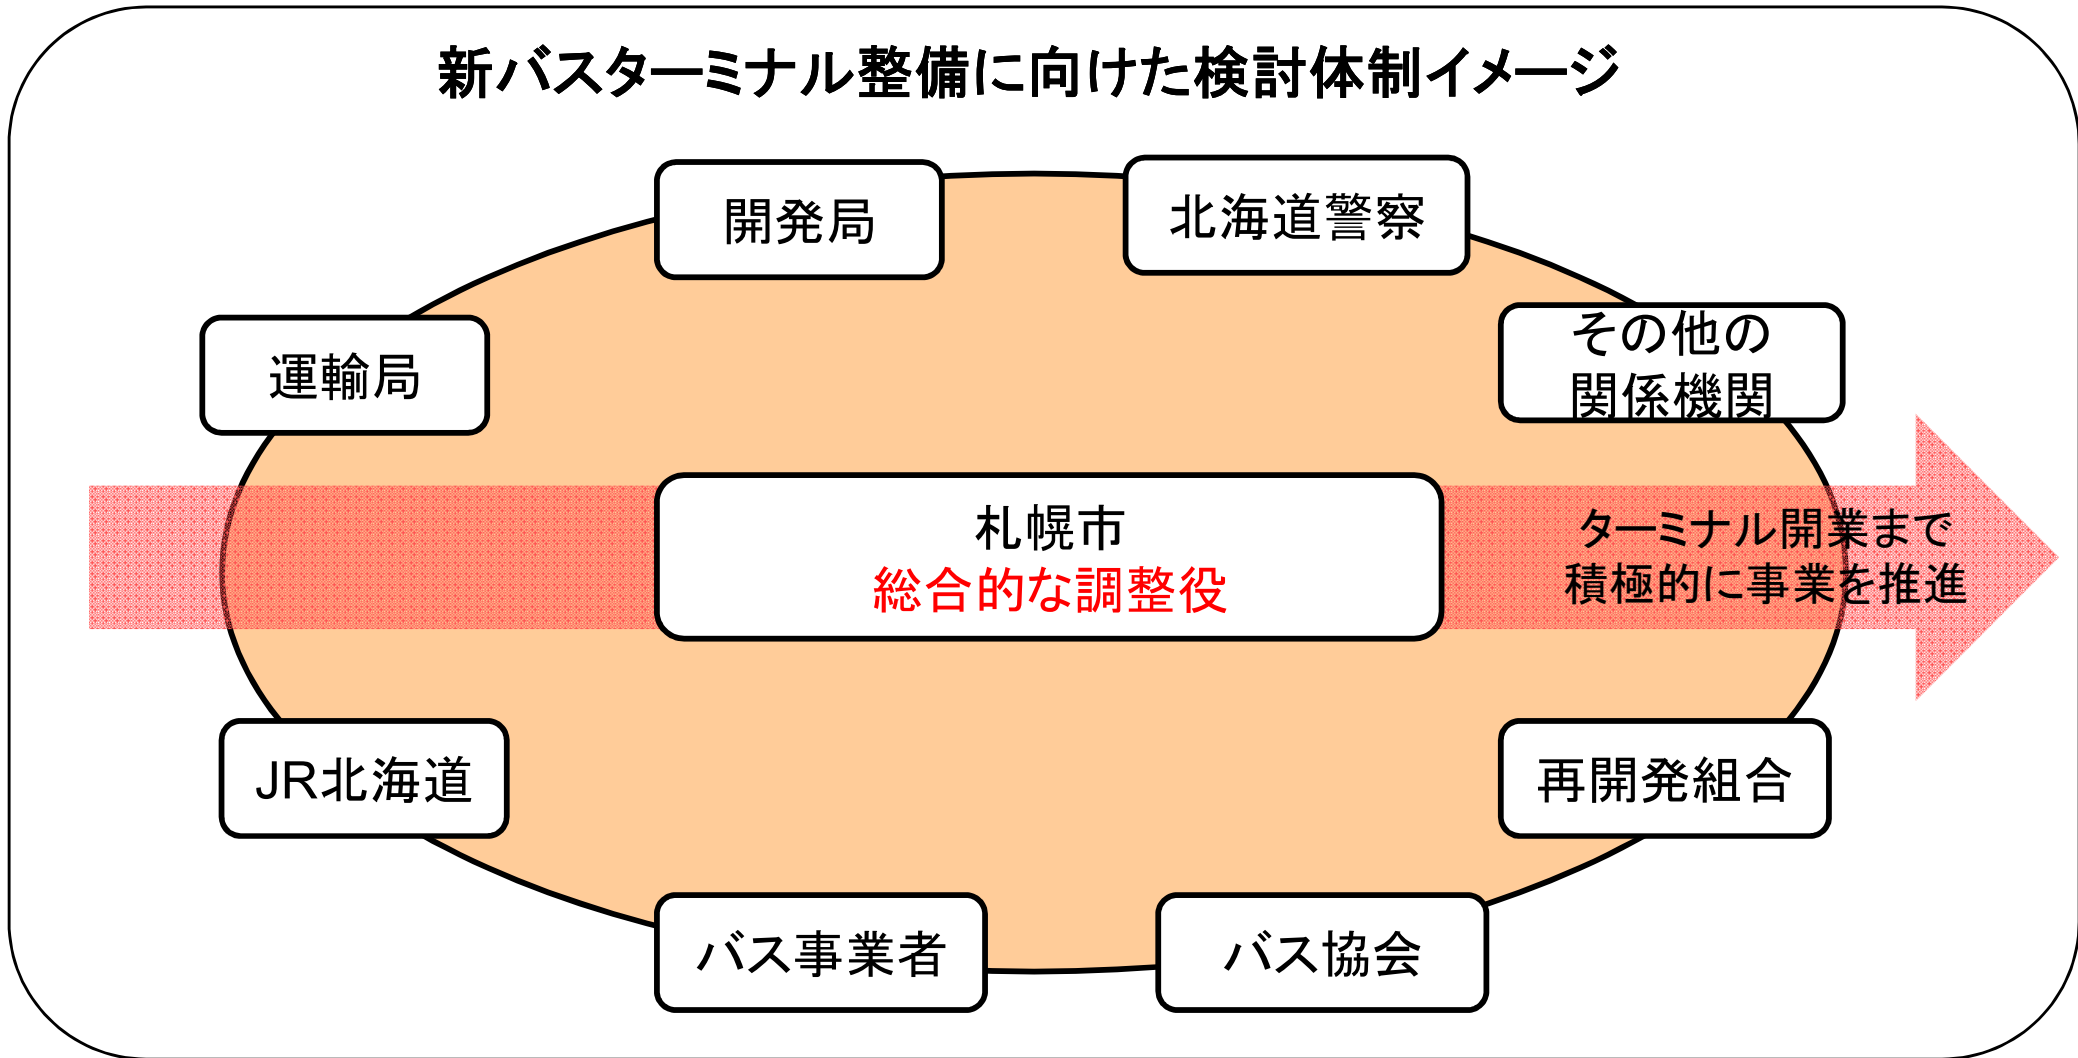 新バスターミナル整備に向けた検討体制イメージ
開発局
北海道警察
運輸局
その他の
関係機関
札幌市
総合的な調整役
ターミナル開業まで
積極的に事業を推進
JR北海道
再開発組合
バス事業者
バス協会